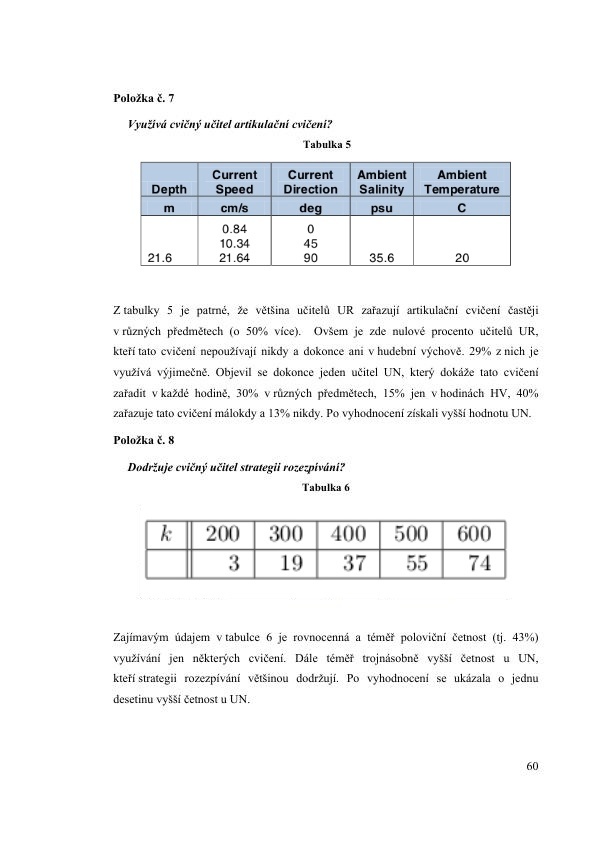 Položka č. 7
Využívá cvičný učitel artikulační cvičení?
Tabulka 5
Depth Current Speed Current Direction Ambient Salinity Ambient Temperature
m cm/s deg psu C
0.84 0
10.34 45
21.6 21.64 90 35.6 20
Z tabulky 5 je patrné, že většina učitelů UR zařazují artikulační cvičení častěji
v různých předmětech (o 50% více). Ovšem je zde nulové procento učitelů UR,
kteří tato cvičení nepoužívají nikdy a dokonce ani v hudební výchově. 29% z nich je
využívá výjimečně. Objevil se dokonce jeden učitel UN, který dokáže tato cvičení
zařadit v každé hodině, 30% v různých předmětech, 15% jen v hodinách HV, 40%
zařazuje tato cvičení málokdy a 13% nikdy. Po vyhodnocení získali vyšší hodnotu UN.
Položka č. 8
Dodržuje cvičný učitel strategii rozezpívání?
Tabulka 6
k 200 300 400 500 600
3 19 37 55 74
Zajímavým údajem v tabulce 6 je rovnocenná a téměř poloviční četnost (tj. 43%)
využívání jen některých cvičení. Dále téměř trojnásobně vyšší četnost u UN,
kteří strategii rozezpívání většinou dodržují. Po vyhodnocení se ukázala o jednu
desetinu vyšší četnost u UN.
60